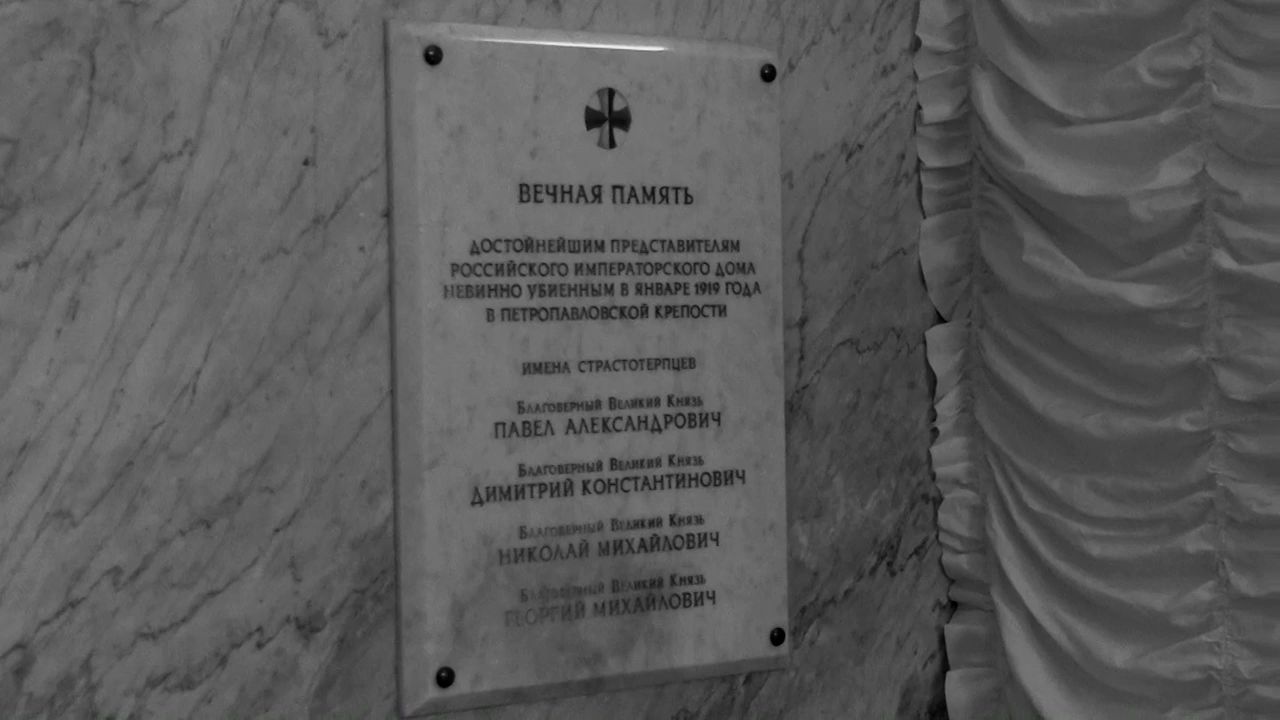 ВЕЧНАЯ ПАМЯТЬ
ДОСТОЙНЕЙШИМ ПРЕДСТАВИТЕЛЯМ
РОССИЙСКОГО ИМПЕРАТОРСКОГО ДОМА
НЕВИННО УБИЕННЫМ В ЯНВАРЕ 1919 ГОДА
В ПЕТРОПАВЛОВСКОЙ КРЕПОСТИ
ИМЕНА СТРАСТОТЕРПЦЕВ
Благоверный Великий Князь
ПАВЕЛ АЛЕКСАНДРОВИЧ
Благоверный Великий Князь
ДИМИТРИЙ КОНСТАНТИНОВИЧ
Благоверный Великий Князь
НИКОЛАЙ МИХАЙЛОВИЧ
Благоверный Великий Князь
ГЕОРГИЙ МИХАЙЛОВИЧ